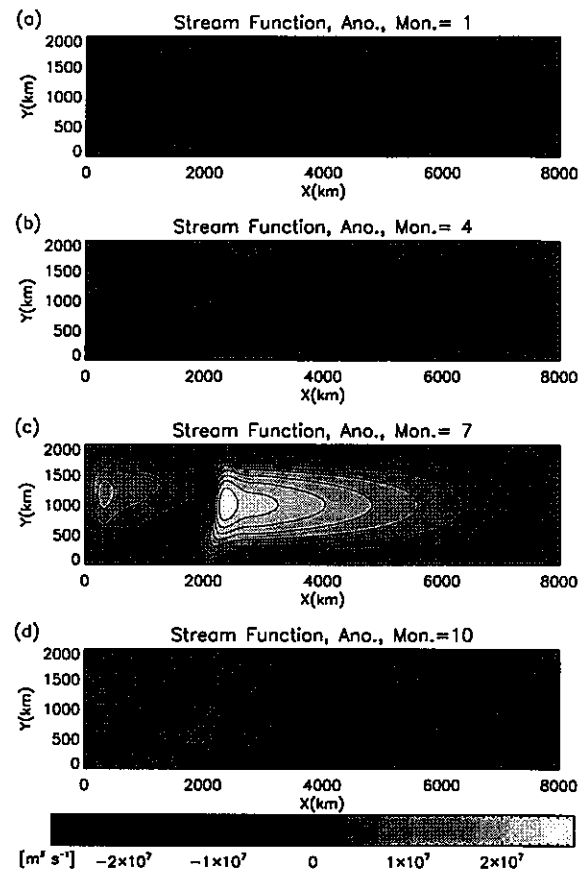 (a) Stream Function, Ano., Mon.= 1
2000
1500
1000
500
0
Y(km)
0 2000 4000 6000 8000
X(km)
(b) Stream Function, Ano., Mon.= 4
2000
1500
1000
500
0
Y(km)
0 2000 4000 6000 8000
X(km)
(c) Stream Function, Ano., Mon.= 7
2000
1500
1000
500
0
Y(km)
0 2000 4000 6000 8000
X(km)
(d) Stream Function, Ano., Mon.=10
2000
1500
1000
500
0
Y(km)
0 2000 4000 6000 8000
X(km)
[m³ s⁻¹] −2×10⁷ −1×10⁷ 0 1×10⁷ 2×10⁷